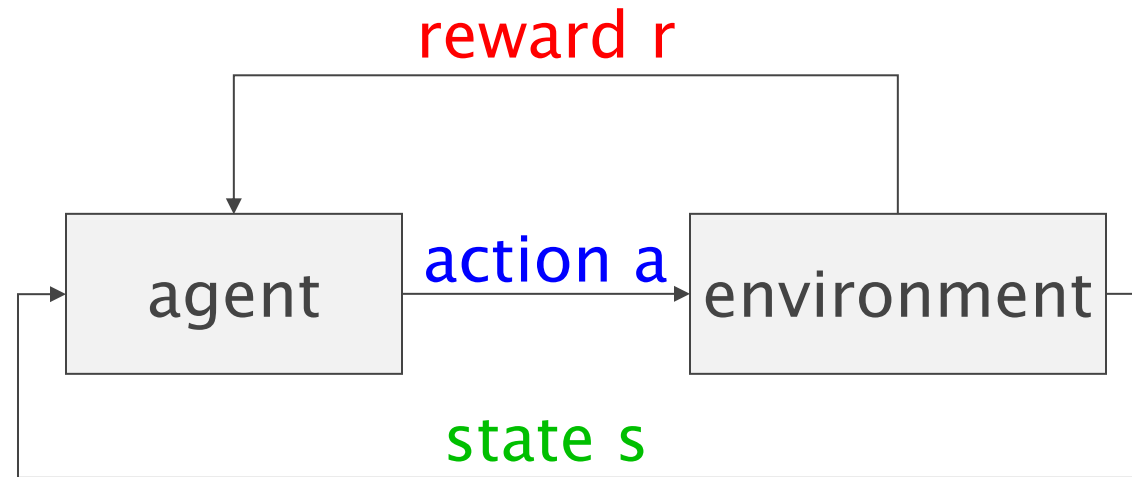 reward r
action a
agent
environment
state s